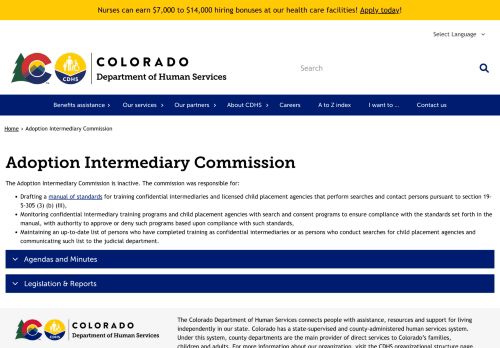 Nurses can earn $7,000 to $14,000 hiring bonuses at our health care facilities! Apply today!
Select Language
CDHS
COLORADO
Department of Human Services
Search
Benefits assistance
Our services
Our partners
About CDHS
Careers
A to Z index
I want to ...
Contact us
Home › Adoption Intermediary Commission
Adoption Intermediary Commission
The Adoption Intermediary Commission is inactive. The commission was responsible for:
Drafting a manual of standards for training confidential intermediaries and licensed child placement agencies that perform searches and contact persons pursuant to section 19-
5-305 (3) (b) (III),
Monitoring confidential intermediary training programs and child placement agencies with search and consent programs to ensure compliance with the standards set forth in the
manual, with authority to approve or deny such programs based upon compliance with such standards,
Maintaining an up-to-date list of persons who have completed training as confidential intermediaries or as persons who conduct searches for child placement agencies and
communicating such list to the judicial department.
Agendas and Minutes
Legislation & Reports
CDHS
COLORADO
Department of Human Services
The Colorado Department of Human Services connects people with assistance, resources and support for living
independently in our state. Colorado has a state-supervised and county-administered human services system.
Under this system, county departments are the main provider of direct services to Colorado's families,
children and adults. For more information about our organization, visit the CDHS organizational structure page.